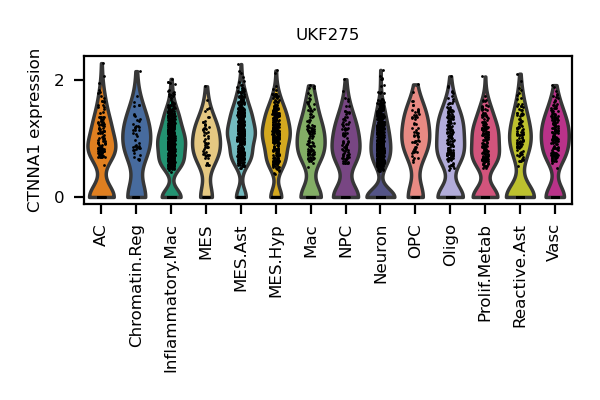 UKF275
CTNNA1 expression
2
0
AC
Chromatin.Reg
Inflammatory.Mac
MES
MES.Ast
MES.Hyp
Mac
NPC
Neuron
OPC
Oligo
Prolif.Metab
Reactive.Ast
Vasc